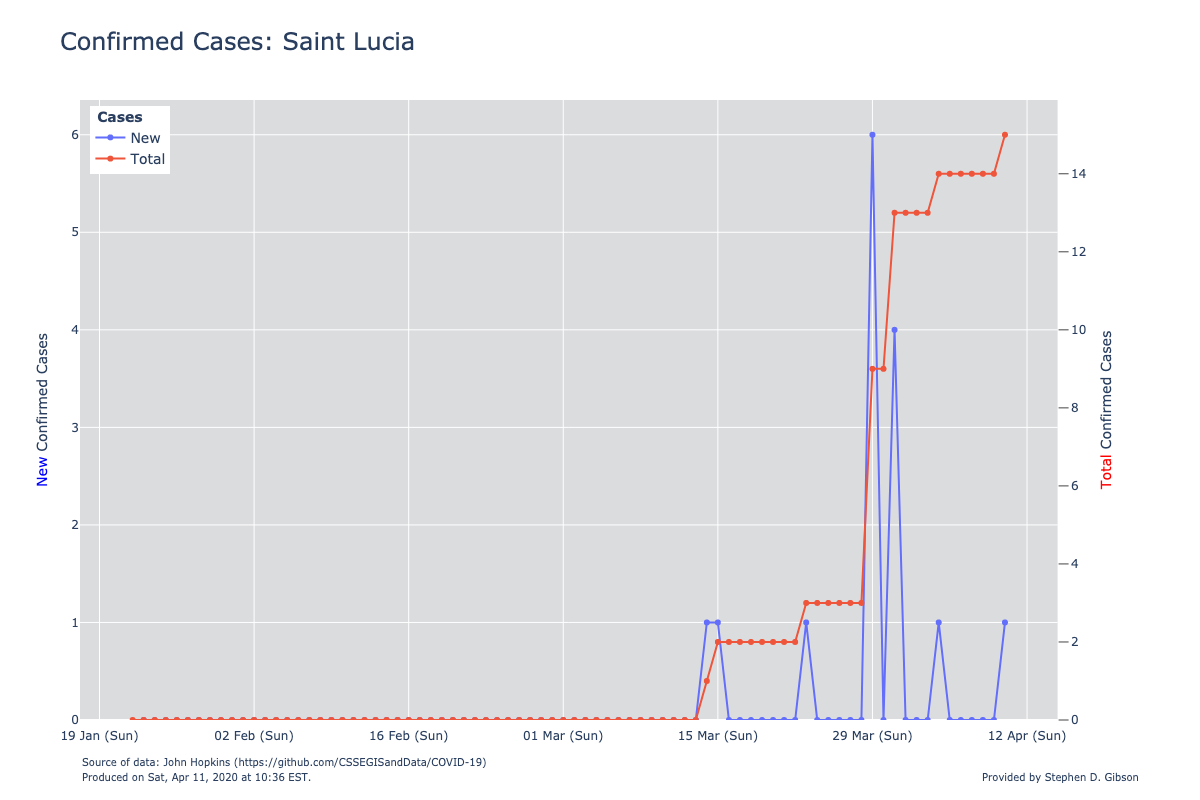 Confirmed Cases: Saint Lucia
Cases
New
Total
6
5
4
3
2
1
0
New Confirmed Cases
14
12
10
8
6
4
2
0
Total Confirmed Cases
19 Jan (Sun) 02 Feb (Sun) 16 Feb (Sun) 01 Mar (Sun) 15 Mar (Sun) 29 Mar (Sun) 12 Apr (Sun)
Source of data: John Hopkins (https://github.com/CSSEGISandData/COVID-19)
Produced on Sat, Apr 11, 2020 at 10:36 EST.
Provided by Stephen D. Gibson